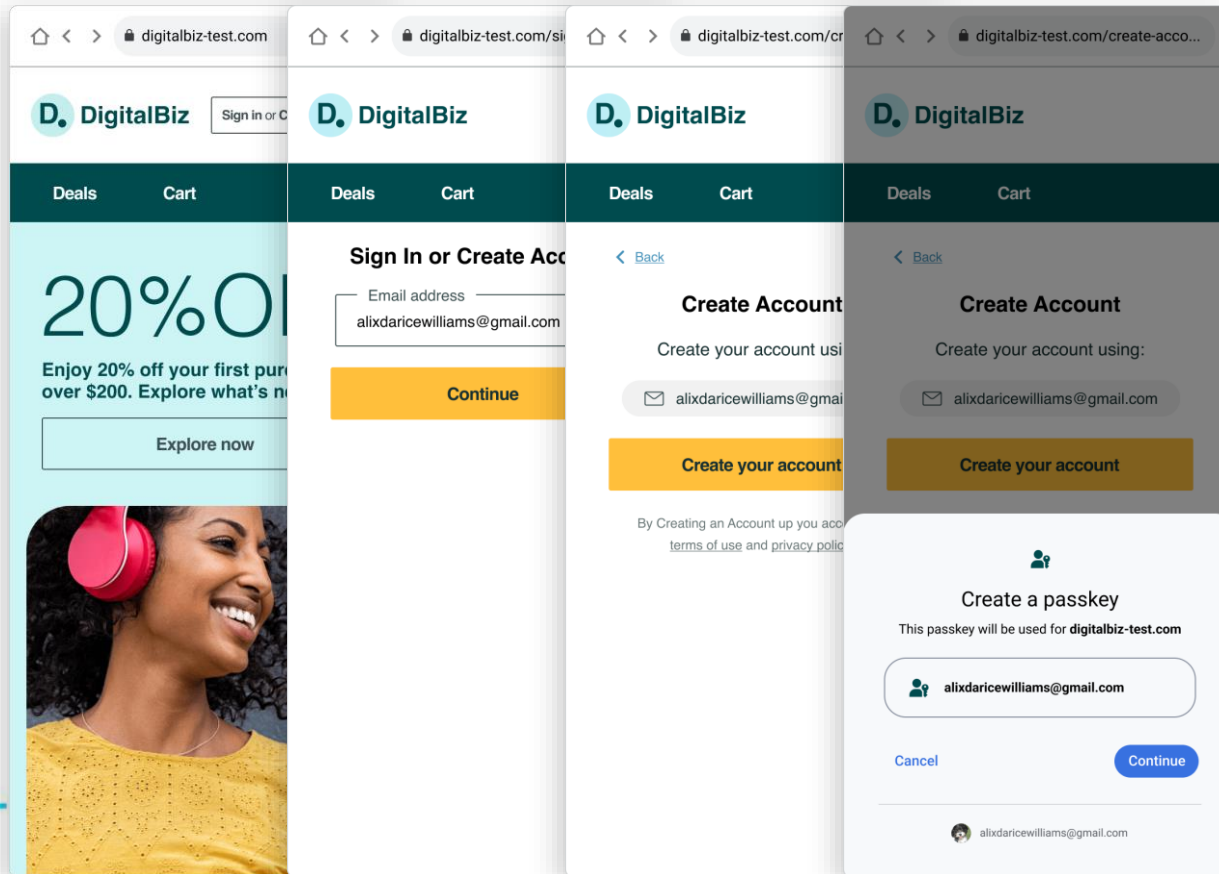 digitalbiz-test.com
D. DigitalBiz
Sign in or C
Deals Cart
20%O
Enjoy 20% off your first pur
over $200. Explore what's n
Explore now
digitalbiz-test.com/si
D. DigitalBiz
Deals Cart
Sign In or Create Acc
Email address
alixdaricewilliams@gmail.com
Continue
digitalbiz-test.com/cr
D. DigitalBiz
Deals Cart
Back
Create Account
Create your account usi
alixdaricewilliams@gmai
Create your account
By Creating an Account up you acc
terms of use and privacy polic
digitalbiz-test.com/create-acco...
D. DigitalBiz
Deals Cart
Back
Create Account
Create your account using:
alixdaricewilliams@gmail.com
Create your account
Create a passkey
This passkey will be used for digitalbiz-test.com
alixdaricewilliams@gmail.com
Cancel Continue
alixdaricewilliams@gmail.com